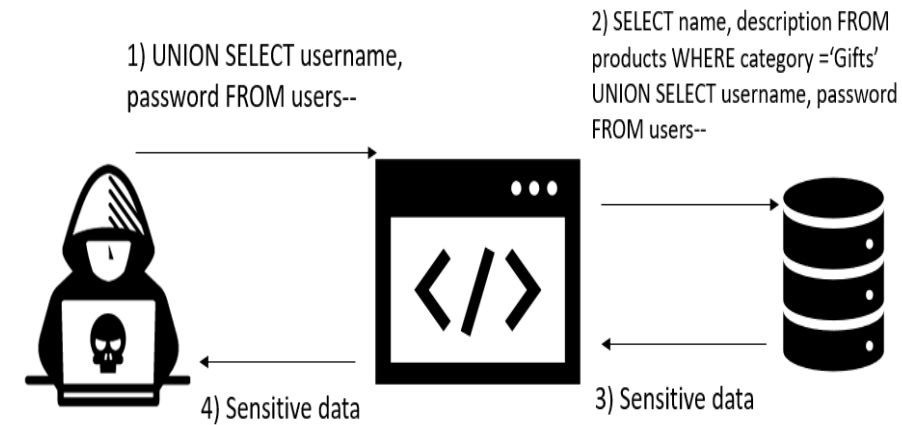 1) UNION SELECT username,
password FROM users--
2) SELECT name, description FROM
products WHERE category =‘Gifts’
UNION SELECT username, password
FROM users--
</>
4) Sensitive data
3) Sensitive data